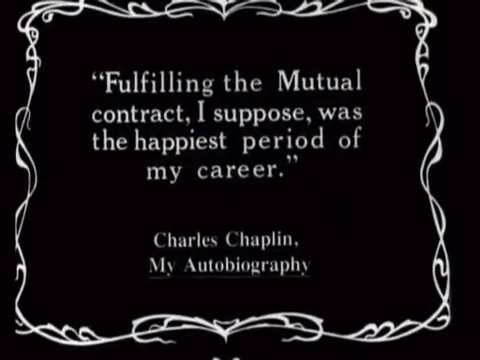 “Fulfilling the Mutual
contract, I suppose, was
the happiest period of
my career.”
Charles Chaplin,
My Autobiography